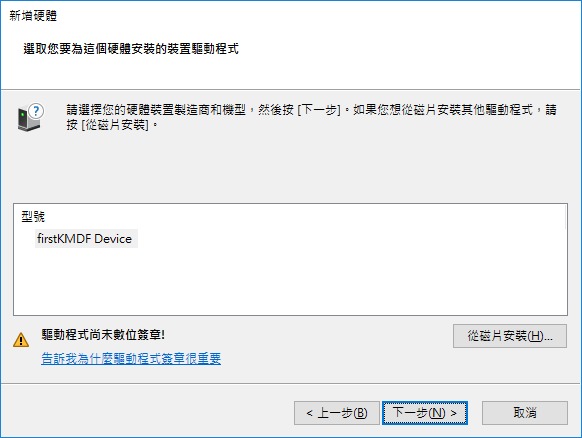 新增硬體
選取您要為這個硬體安裝的裝置驅動程式
請選擇您的硬體裝置製造商和機型，然後按 [下一步]。如果您想從磁片安裝其他驅動程式，請
按 [從磁片安裝]。
型號
firstKMDF Device
驅動程式尚未數位簽章!
從磁片安裝(H)...
告訴我為什麼驅動程式簽章很重要
< 上一步(B)
下一步(N) >
取消